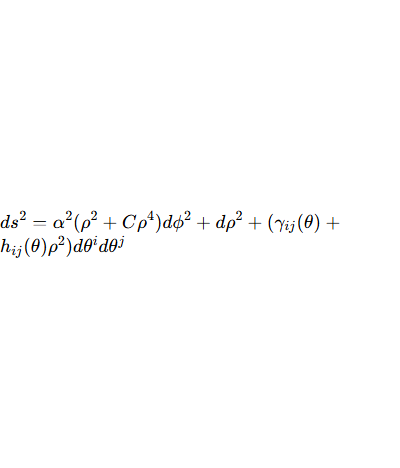 ds² = α²(ρ² + Cρ⁴)dϕ² + dρ² + (γᵢⱼ(θ) +
hᵢⱼ(θ)ρ²)dθⁱdθʲ